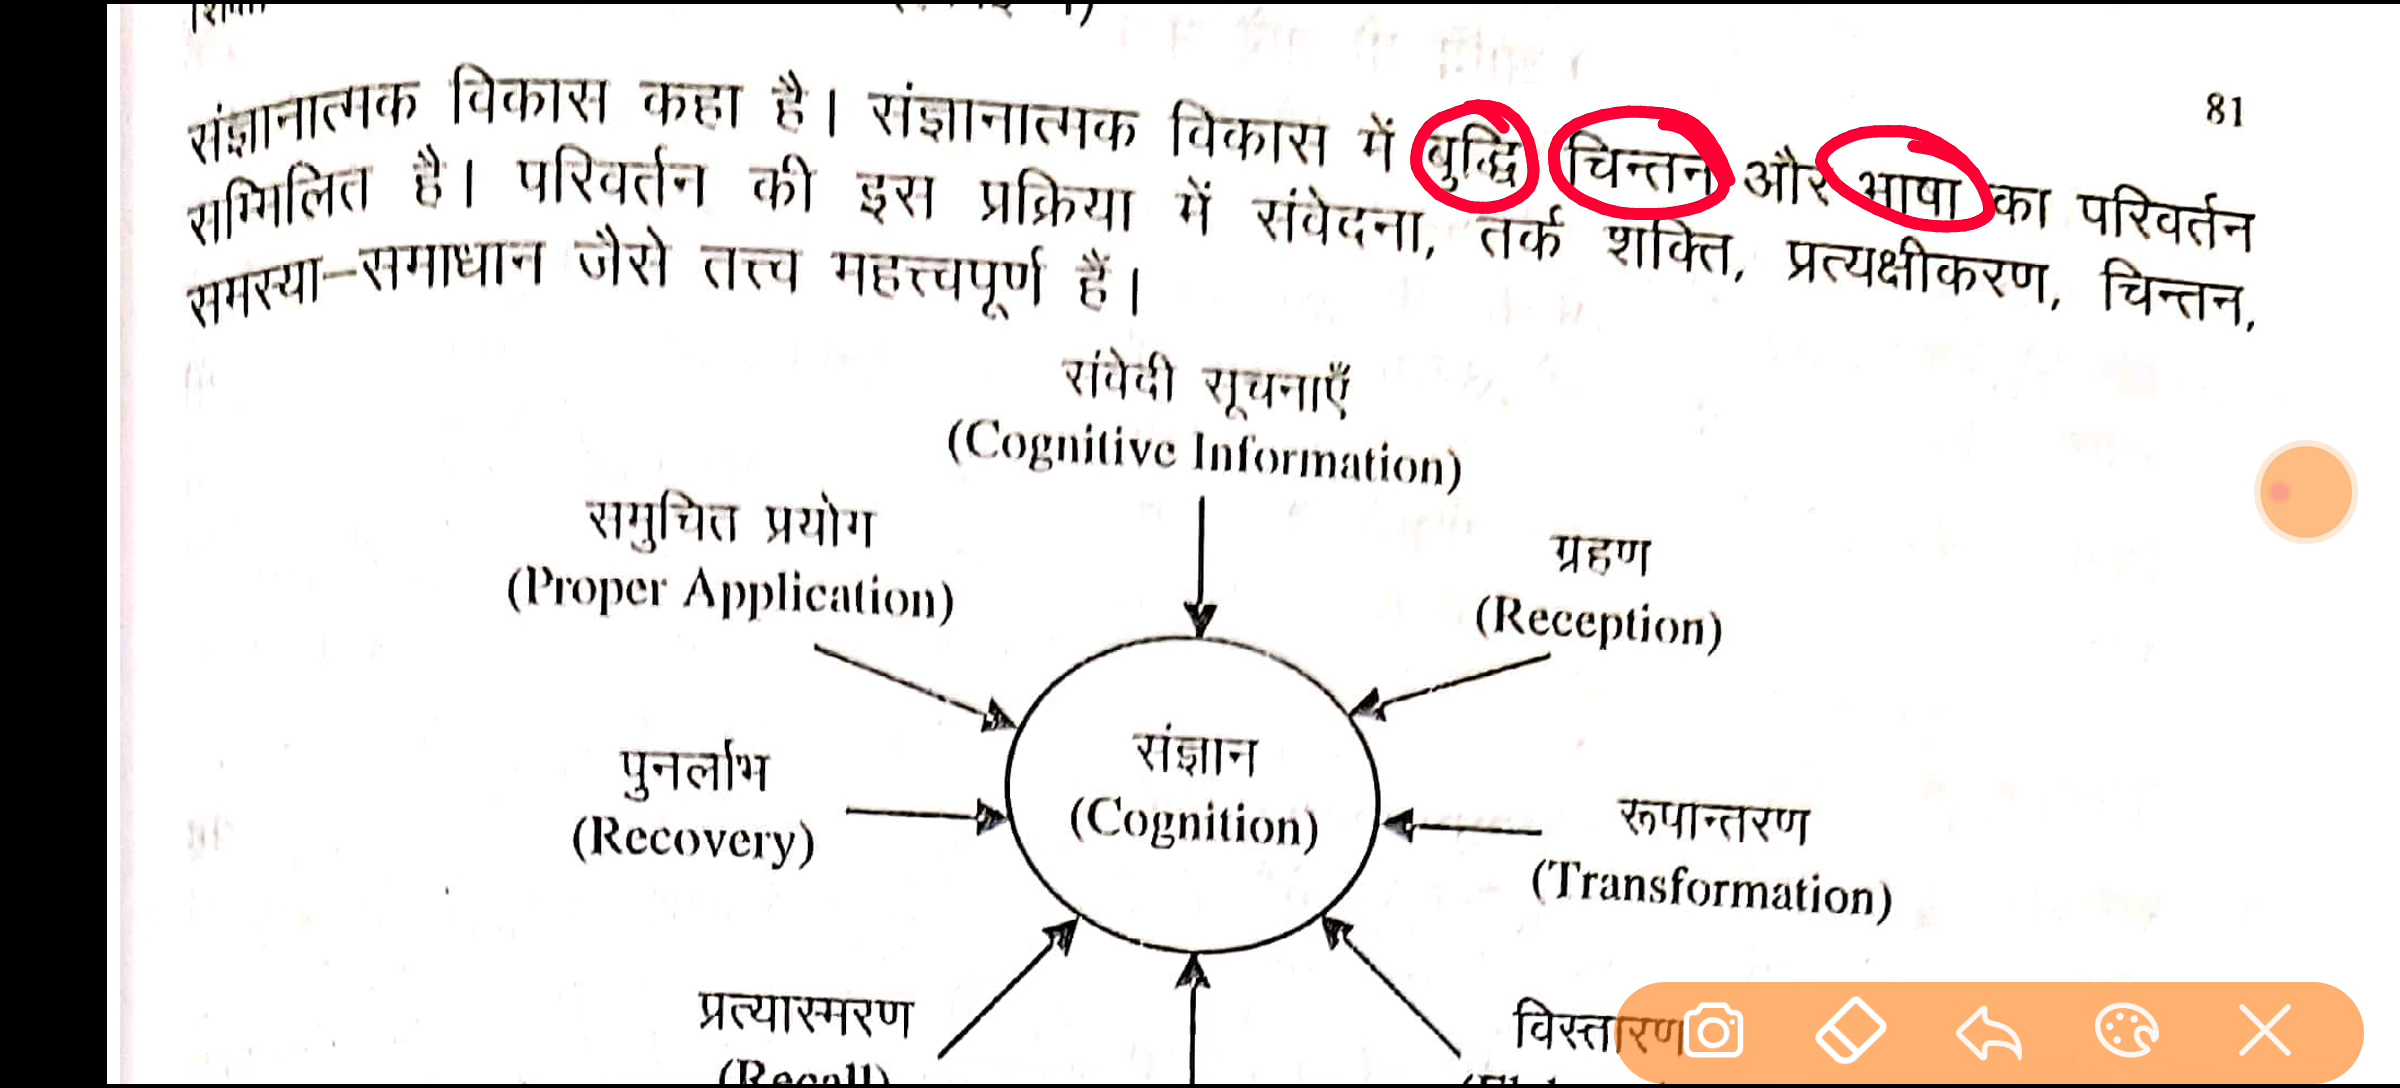 81
संज्ञानात्मक विकास कहा है। संज्ञानात्मक विकास में बुद्धि चिन्तन और भाषा का परिवर्तन
सम्मिलित है। परिवर्तन की इस प्रक्रिया में संवेदना, तर्क शक्ति, प्रत्यक्षीकरण, चिन्तन,
समस्या–समाधान जैसे तत्त्व महत्त्वपूर्ण हैं।
संवेदी सूचनाएँ
(Cognitive Information)
समुचित प्रयोग
(Proper Application)
ग्रहण
(Reception)
संज्ञान
(Cognition)
पुनर्लाभ
(Recovery)
रूपान्तरण
(Transformation)
प्रत्यास्मरण
(Recall)
विस्तारण